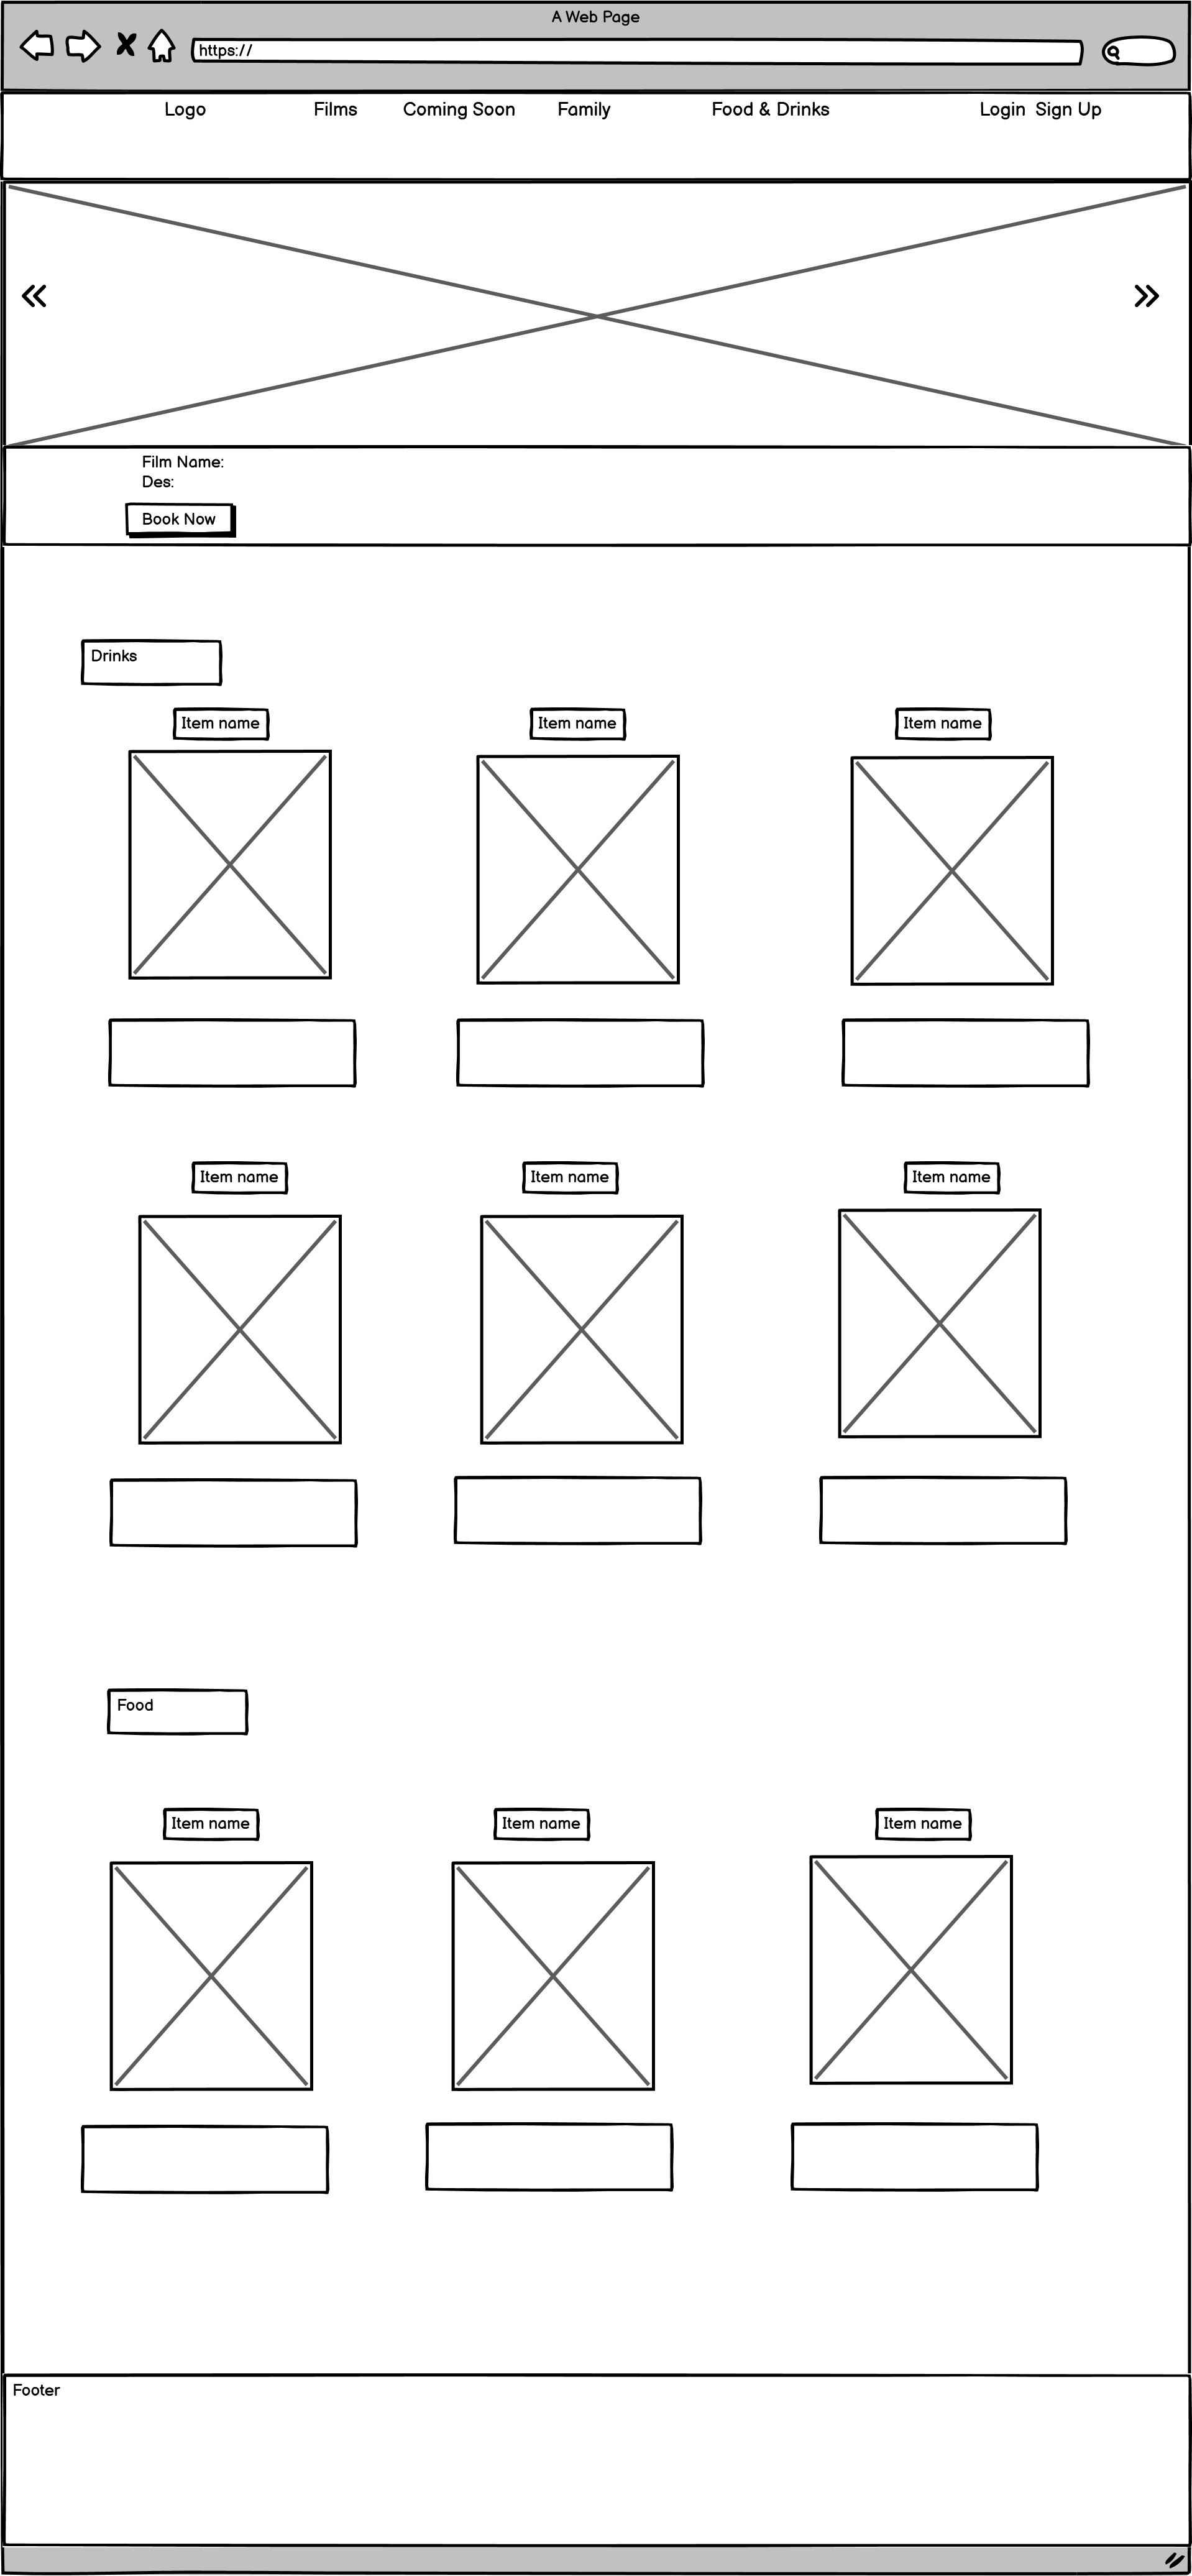 A Web Page
https://
Logo Films Coming Soon Family Food & Drinks Login Sign Up
Film Name:
Des:
Book Now
Drinks
Item name Item name Item name
Item name Item name Item name
Food
Item name Item name Item name
Footer